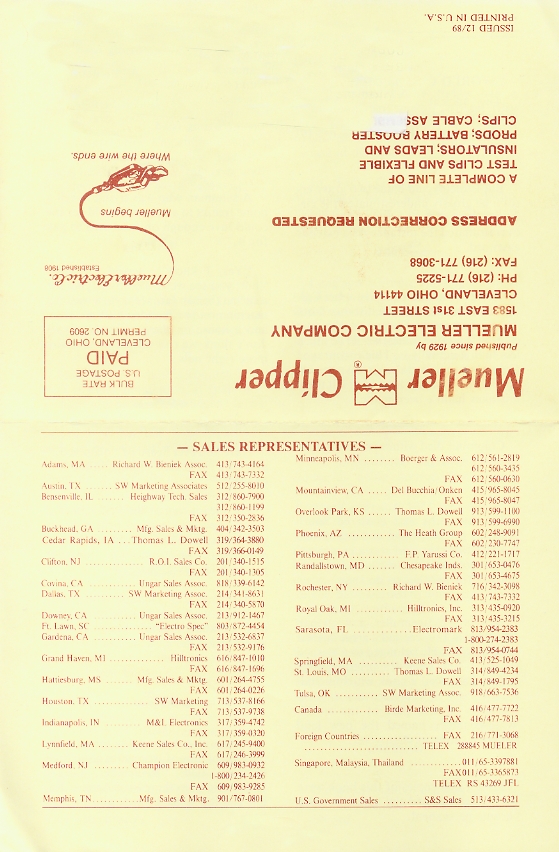 Mueller Clipper ®
Published since 1929 by
MUELLER ELECTRIC COMPANY
1583 EAST 31st STREET
CLEVELAND, OHIO 44114
PH: (216) 771-5225
FAX: (216) 771-3068
ADDRESS CORRECTION REQUESTED
A COMPLETE LINE OF
TEST CLIPS AND FLEXIBLE
INSULATORS; LEADS AND
PRODS; BATTERY BOOSTER
CLIPS; CABLE ASS
ISSUED 12/89
PRINTED IN U.S.A.
BULK RATE
U.S. POSTAGE
PAID
CLEVELAND, OHIO
PERMIT NO. 2609
Mueller Electric Co.
Established 1908
Mueller begins
Where the wire ends.
— SALES REPRESENTATIVES —
Adams, MA ..... Richard W. Bieniek Assoc. 413/743-4164
FAX 413/743-7332
Austin, TX ..... SW Marketing Associates 512/255-8010
Bensenville, IL ....... Heighway Tech. Sales 312/860-7900
312/860-1199
FAX 312/350-2836
Buckhead, GA ......... Mfg. Sales & Mktg. 404/342-3503
Cedar Rapids, IA ... Thomas L. Dowell 319/364-3880
FAX 319/366-0149
Clifton, NJ ............. R.O.I. Sales Co. 201/340-1515
FAX 201/340-1305
Covina, CA ........... Ungar Sales Assoc. 818/339-6142
Dallas, TX .......... SW Marketing Assoc. 214/341-8631
FAX 214/340-5870
Downey, CA .......... Ungar Sales Assoc. 213/912-1467
Ft. Lawn, SC ............ "Electro Spec" 803/872-4454
Gardena, CA .......... Ungar Sales Assoc. 213/532-6837
FAX 213/532-9176
Grand Haven, MI ............. Hilltronics 616/847-1010
FAX 616/847-1696
Hattiesburg, MS ....... Mfg. Sales & Mktg. 601/264-4755
FAX 601/264-0226
Houston, TX .............. SW Marketing 713/537-8166
FAX 713/537-9738
Indianapolis, IN .......... M&L Electronics 317/359-4742
FAX 317/359-0320
Lynnfield, MA ........ Keene Sales Co., Inc. 617/245-9400
FAX 617/246-3999
Medford, NJ ......... Champion Electronic 609/983-0932
1-800/234-2426
FAX 609/983-9285
Memphis, TN ........... Mfg. Sales & Mktg. 901/767-0801
Minneapolis, MN ........ Boerger & Assoc. 612/561-2819
612/560-3435
FAX 612/560-0630
Mountainview, CA ..... Del Bucchia/Onken 415/965-8045
FAX 415/965-8047
Overlook Park, KS ...... Thomas L. Dowell 913/599-1100
FAX 913/599-6990
Phoenix, AZ ............. The Heath Group 602/248-9091
FAX 602/230-7747
Pittsburg, PA ............ F.P. Yarussi Co. 412/221-1717
Randallstown, MD ...... Chesapeake Inds. 301/653-0476
FAX 301/653-4675
Rochester, NY ......... Richard W. Bieniek 716/342-3098
FAX 413/743-7332
Royal Oak, MI ............ Hilltronics, Inc. 313/435-0920
FAX 313/435-3215
Sarasota, FL ............. Electromark 813/954-2383
1-800-274-2383
FAX 813/954-0744
Springfield, MA ......... Keene Sales Co. 413/525-1049
St. Louis, MO .......... Thomas L. Dowell 314/849-4234
FAX 314/849-1795
Tulsa, OK ........... SW Marketing Assoc. 918/663-7536
Canada .............. Birde Marketing, Inc. 416/477-7722
FAX 416/477-7813
Foreign Countries .............. FAX 216/771-3068
............................ TELEX 288845 MUELER
Singapore, Malaysia, Thailand ............ 011/65-3397881
FAX 011/65-3365873
TELEX RS 43269 JFL
U.S. Government Sales .......... S&S Sales 513/433-6321